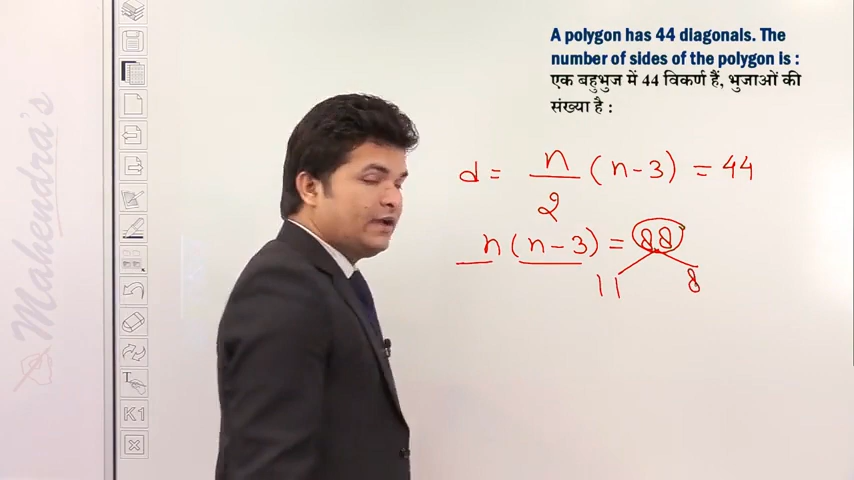 Mahendra's
A polygon has 44 diagonals. The
number of sides of the polygon is :
एक बहुभुज में 44 विकर्ण हैं, भुजाओं की
संख्या है :
d = n/2 (n-3) = 44
n(n-3) = 88
11 8
T
K1